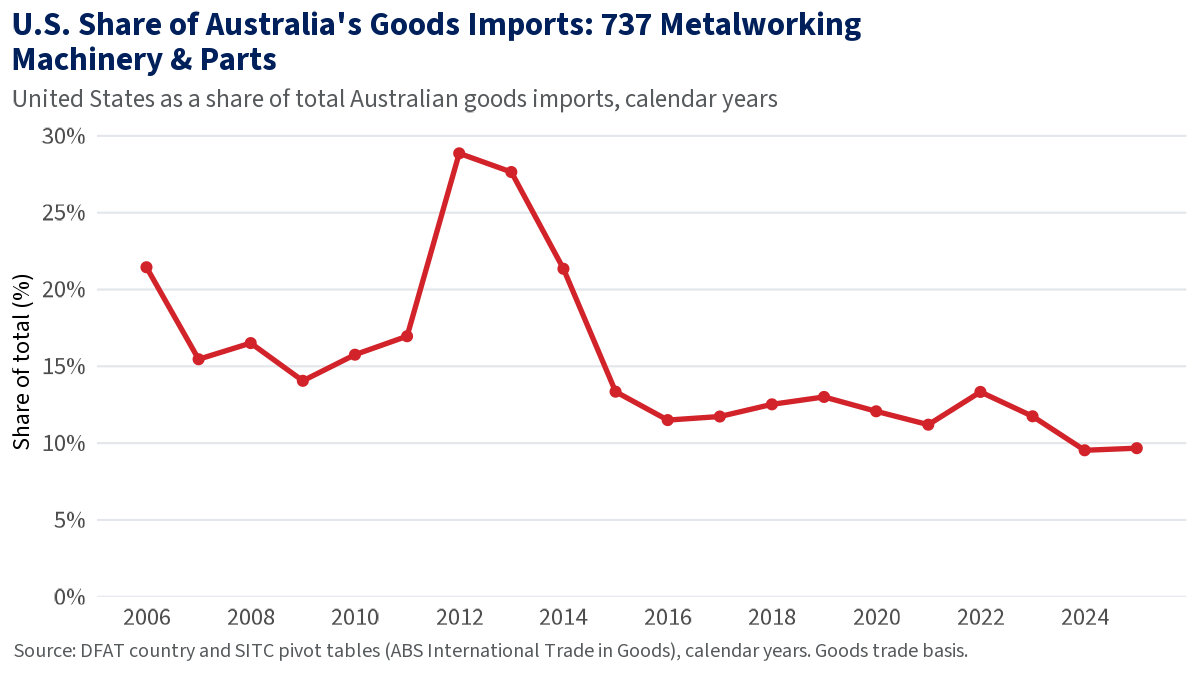 U.S. Share of Australia's Goods Imports: 737 Metalworking
Machinery & Parts
United States as a share of total Australian goods imports, calendar years
Share of total (%)
30%
25%
20%
15%
10%
5%
0%
2006 2008 2010 2012 2014 2016 2018 2020 2022 2024
Source: DFAT country and SITC pivot tables (ABS International Trade in Goods), calendar years. Goods trade basis.